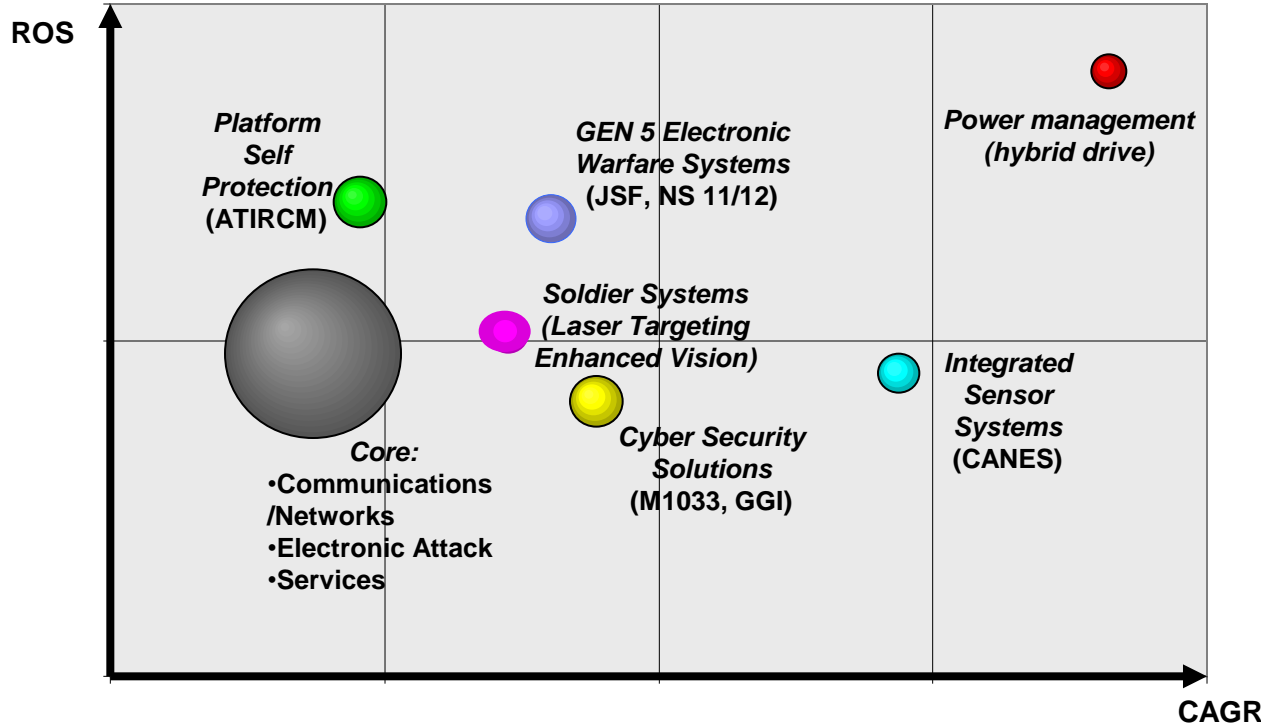 ROS
Platform
Self
Protection
(ATIRCM)
GEN 5 Electronic
Warfare Systems
(JSF, NS 11/12)
Power management
(hybrid drive)
Soldier Systems
(Laser Targeting
Enhanced Vision)
Integrated
Sensor
Systems
(CANES)
Cyber Security
Solutions
(M1033, GGI)
Core:
•Communications
/Networks
•Electronic Attack
•Services
CAGR